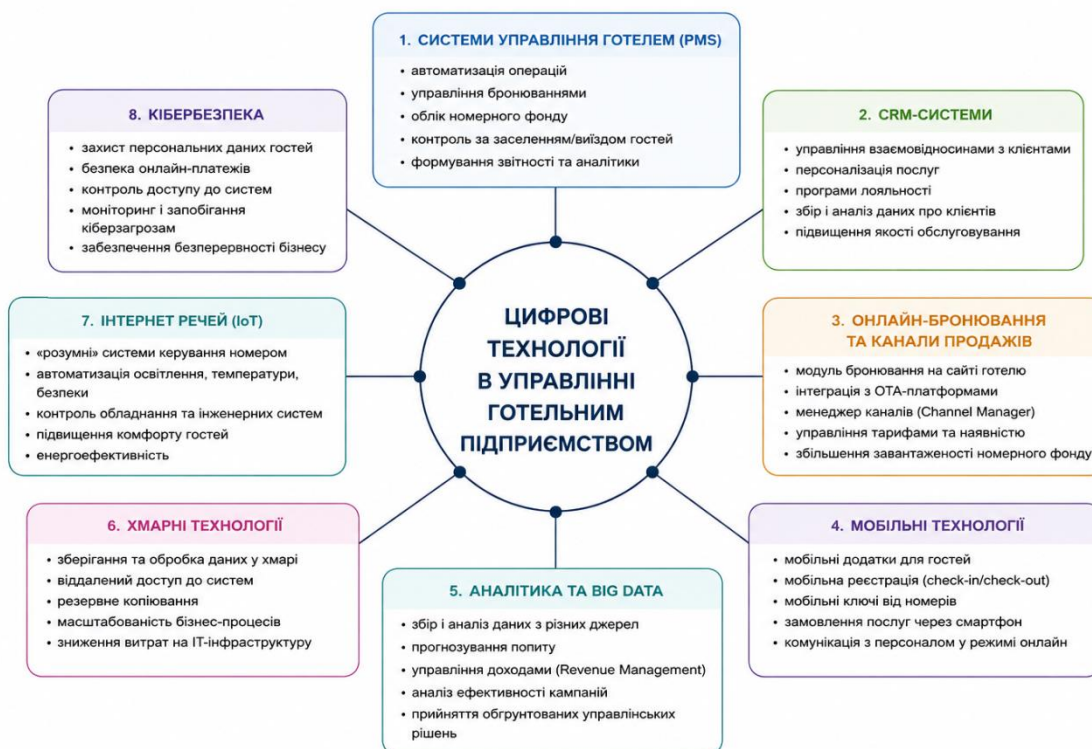 1. СИСТЕМИ УПРАВЛІННЯ ГОТЕЛЕМ (PMS)
• автоматизація операцій
• управління бронюваннями
• облік номерного фонду
• контроль за заселенням/виїздом гостей
• формування звітності та аналітики
8. КІБЕРБЕЗПЕКА
• захист персональних даних гостей
• безпека онлайн-платежів
• контроль доступу до систем
• моніторинг і запобігання
кіберзагрозам
• забезпечення безперервності бізнесу
2. CRM-СИСТЕМИ
• управління взаємовідносинами з клієнтами
• персоналізація послуг
• програми лояльності
• збір і аналіз даних про клієнтів
• підвищення якості обслуговування
ЦИФРОВІ
ТЕХНОЛОГІЇ
В УПРАВЛІННІ
ГОТЕЛЬНИМ
ПІДПРИЄМСТВОМ
7. ІНТЕРНЕТ РЕЧЕЙ (IoT)
• «розумні» системи керування номером
• автоматизація освітлення, температури,
безпеки
• контроль обладнання та інженерних систем
• підвищення комфорту гостей
• енергоефективність
3. ОНЛАЙН-БРОНЮВАННЯ
ТА КАНАЛИ ПРОДАЖІВ
• модуль бронювання на сайті готелю
• інтеграція з OTA-платформами
• менеджер каналів (Channel Manager)
• управління тарифами та наявністю
• збільшення завантаженості номерного фонду
6. ХМАРНІ ТЕХНОЛОГІЇ
• зберігання та обробка даних у хмарі
• віддалений доступ до систем
• резервне копіювання
• масштабованість бізнес-процесів
• зниження витрат на ІТ-інфраструктуру
4. МОБІЛЬНІ ТЕХНОЛОГІЇ
• мобільні додатки для гостей
• мобільна реєстрація (check-in/check-out)
• мобільні ключі від номерів
• замовлення послуг через смартфон
• комунікація з персоналом у режимі онлайн
5. АНАЛІТИКА ТА BIG DATA
• збір і аналіз даних з різних джерел
• прогнозування попиту
• управління доходами (Revenue Management)
• аналіз ефективності кампаній
• прийняття обгрунтованих управлінських
рішень